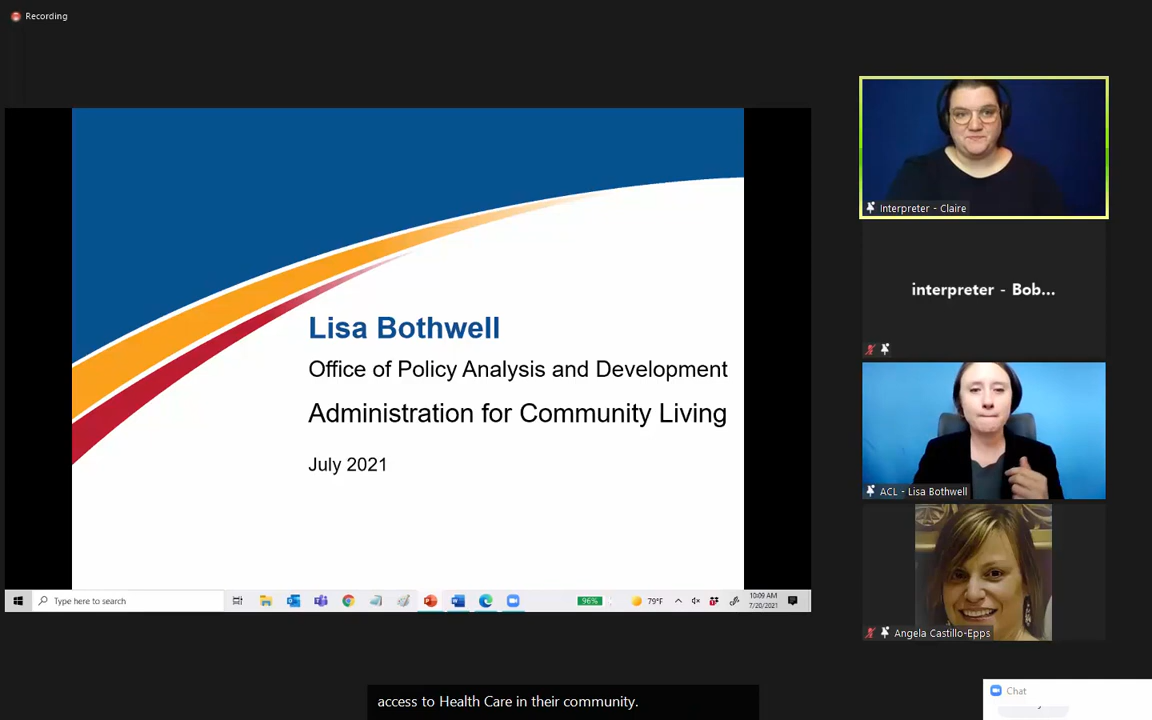 Recording
Lisa Bothwell
Office of Policy Analysis and Development
Administration for Community Living
July 2021
Interpreter - Claire
interpreter - Bob...
ACL - Lisa Bothwell
Angela Castillo-Epps
Type here to search
96%
79°F
10:09 AM
7/20/2021
access to Health Care in their community.
Chat